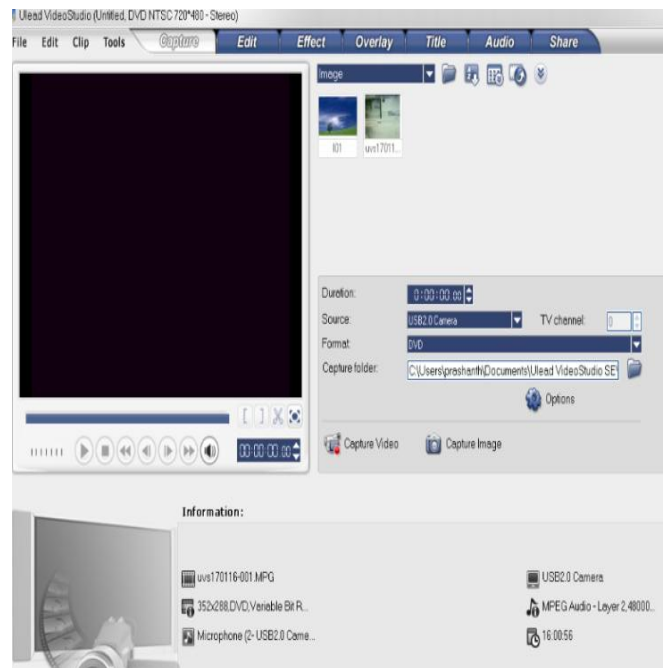 Ulead VideoStudio (Untitled, DVD NTSC 720*480 - Stereo)
File Edit Clip Tools Capture Edit Effect Overlay Title Audio Share
Image
I01 uvs17011...
Duration: 0:00:00.00
Source: USB2.0 Camera TV channel: 0
Format: DVD
Capture folder: C:\Users\prashanth\Documents\Ulead VideoStudio SE\
Options
Capture Video Capture Image
00:00:00.00
Information:
uvs170116-001.MPG USB2.0 Camera
352x288,DVD,Variable Bit R... MPEG Audio - Layer 2,48000...
Microphone (2- USB2.0 Came... 16:00:56